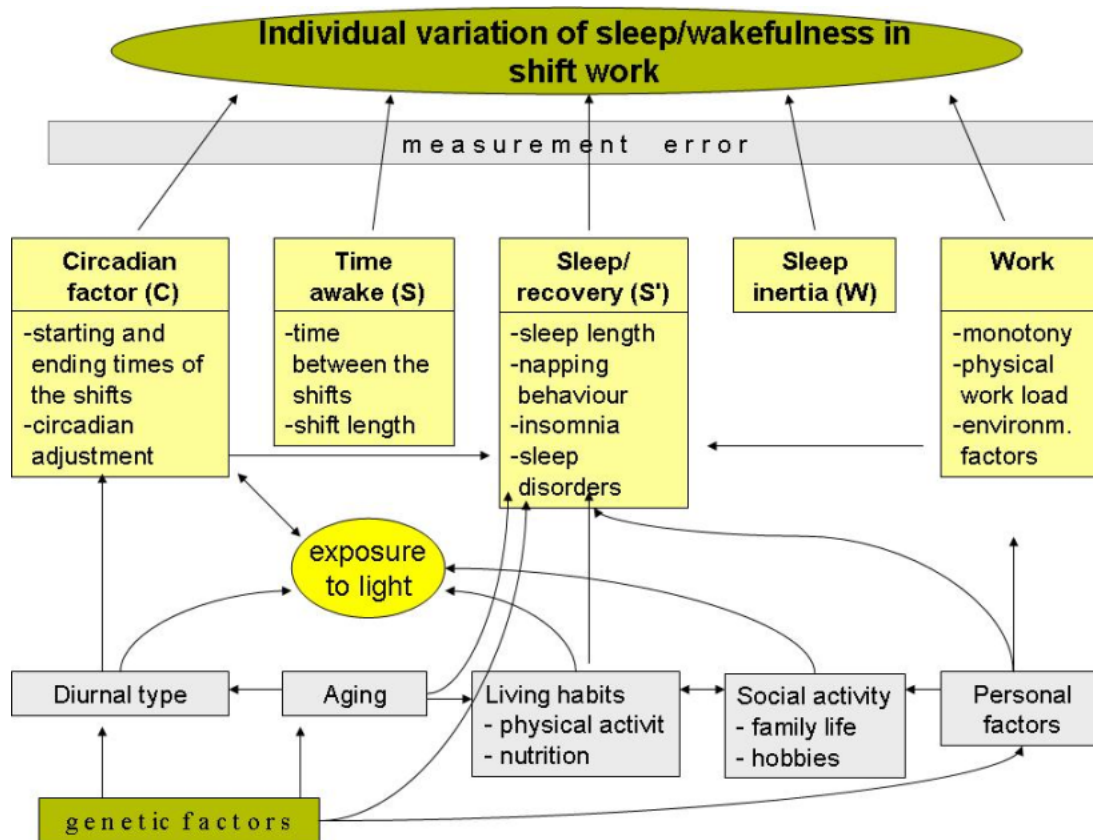 Individual variation of sleep/wakefulness in
shift work
measurement error
Circadian
factor (C)
-starting and
ending times of
the shifts
-circadian
adjustment
Time
awake (S)
-time
between the
shifts
-shift length
Sleep/
recovery (S')
-sleep length
-napping
behaviour
-insomnia
-sleep
disorders
Sleep
inertia (W)
Work
-monotony
-physical
work load
-environm.
factors
exposure
to light
Diurnal type
Aging
Living habits
- physical activit
- nutrition
Social activity
- family life
- hobbies
Personal
factors
genetic factors